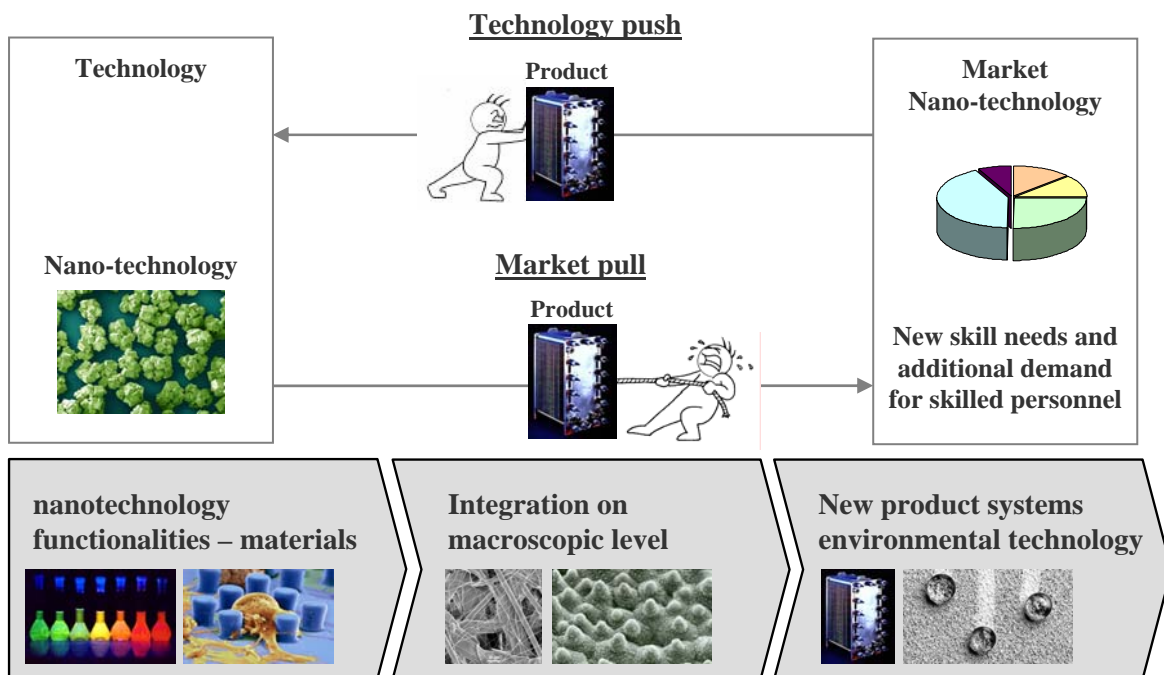 Technology push
Technology
Product
Market
Nano-technology
Nano-technology
Market pull
Product
New skill needs and
additional demand
for skilled personnel
nanotechnology
functionalities – materials
Integration on
macroscopic level
New product systems
environmental technology